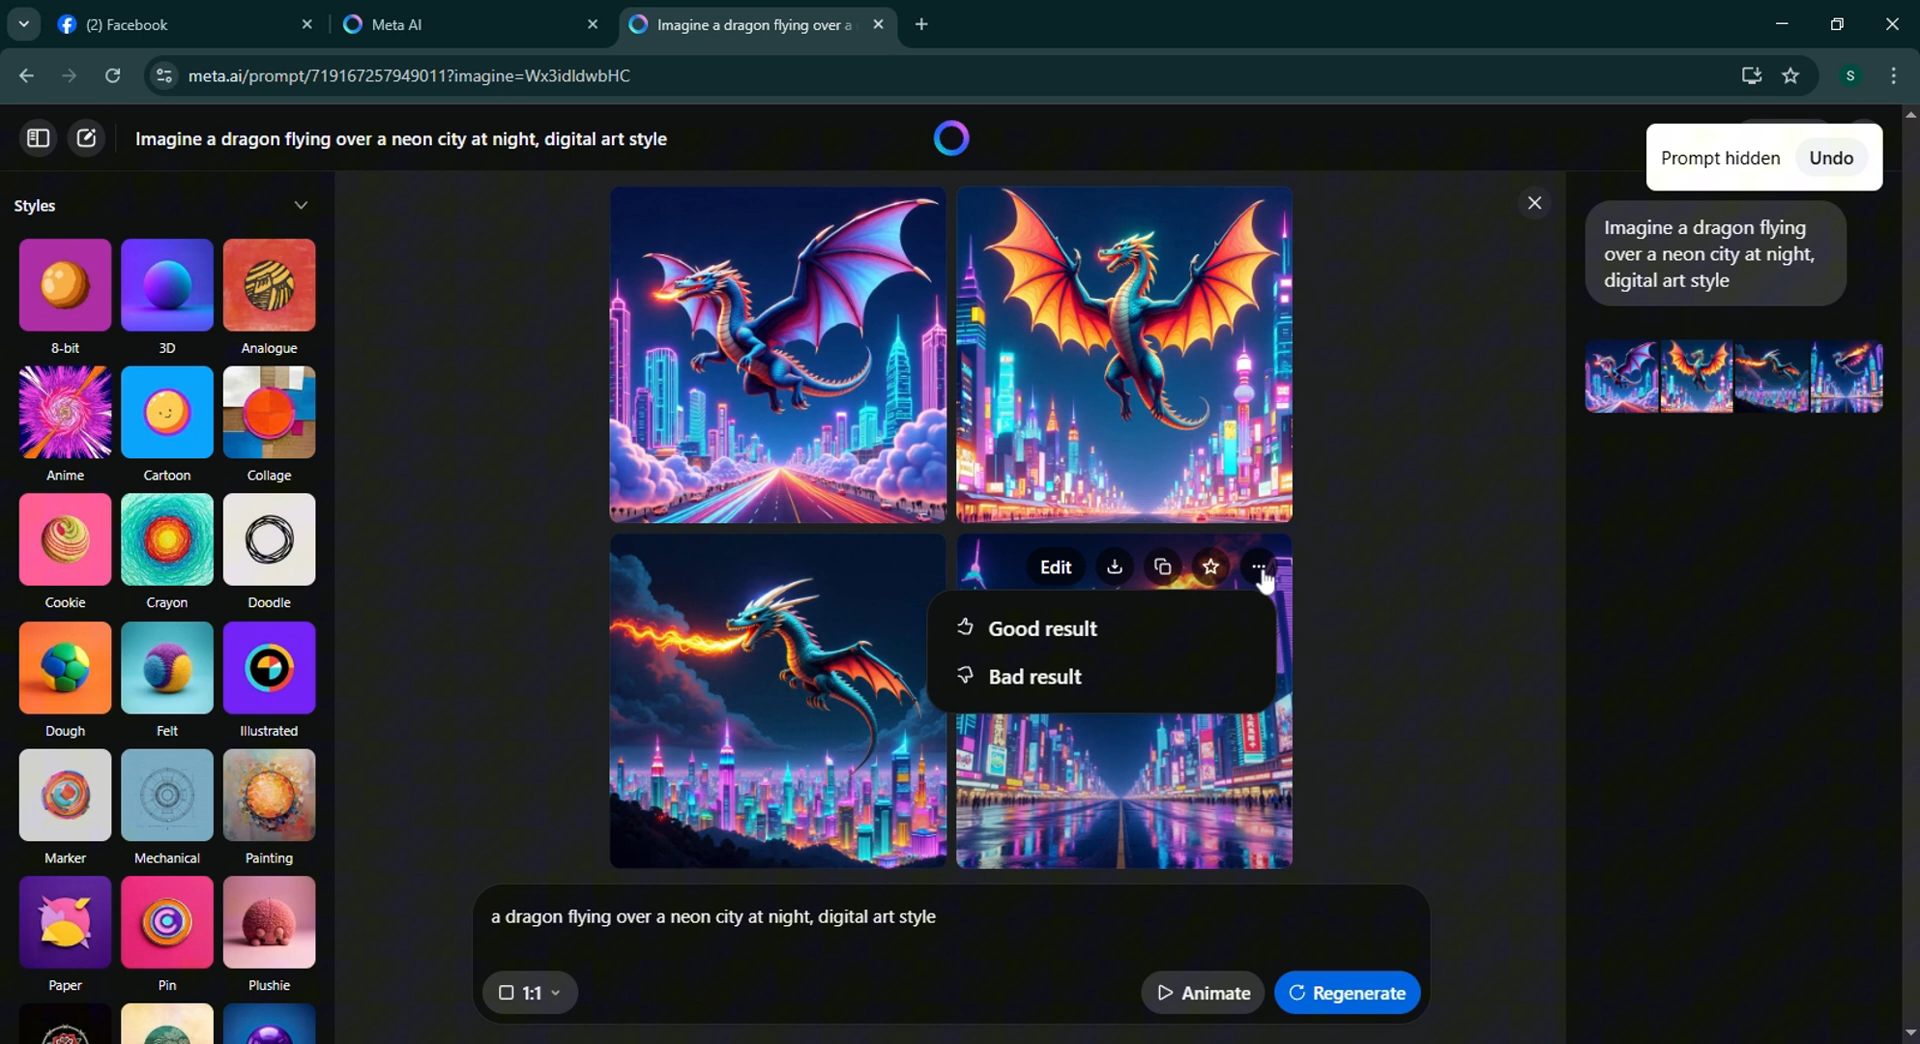 (2) Facebook
Meta AI
Imagine a dragon flying over a
meta.ai/prompt/719167257949011?imagine=Wx3idldwbHC
S
Imagine a dragon flying over a neon city at night, digital art style
Prompt hidden
Undo
Styles
8-bit
3D
Analogue
Anime
Cartoon
Collage
Cookie
Crayon
Doodle
Dough
Felt
Illustrated
Marker
Mechanical
Painting
Paper
Pin
Plushie
Edit
Good result
Bad result
Imagine a dragon flying
over a neon city at night,
digital art style
a dragon flying over a neon city at night, digital art style
1:1
Animate
Regenerate